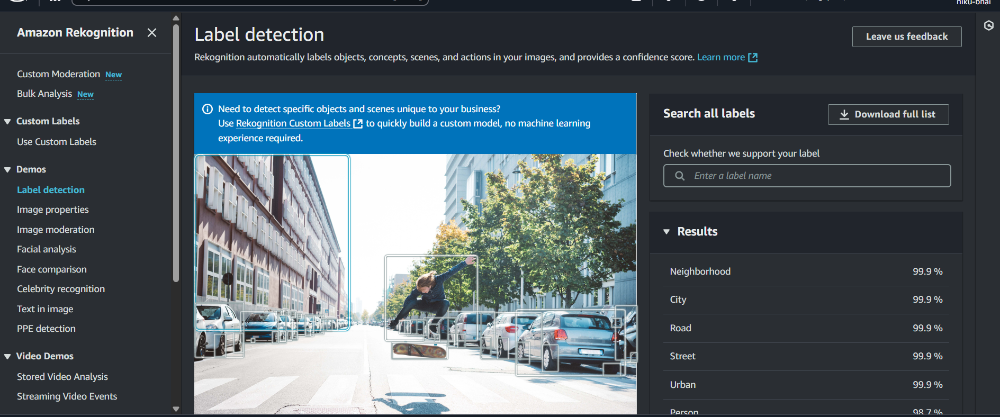 niku-bhai
Amazon Rekognition
Custom Moderation New
Bulk Analysis New
Custom Labels
Use Custom Labels
Demos
Label detection
Image properties
Image moderation
Facial analysis
Face comparison
Celebrity recognition
Text in image
PPE detection
Video Demos
Stored Video Analysis
Streaming Video Events
Label detection
Leave us feedback
Rekognition automatically labels objects, concepts, scenes, and actions in your images, and provides a confidence score. Learn more
Need to detect specific objects and scenes unique to your business?
Use Rekognition Custom Labels to quickly build a custom model, no machine learning
experience required.
Search all labels
Download full list
Check whether we support your label
Enter a label name
Results
Neighborhood 99.9 %
City 99.9 %
Road 99.9 %
Street 99.9 %
Urban 99.9 %
Person 98.7 %